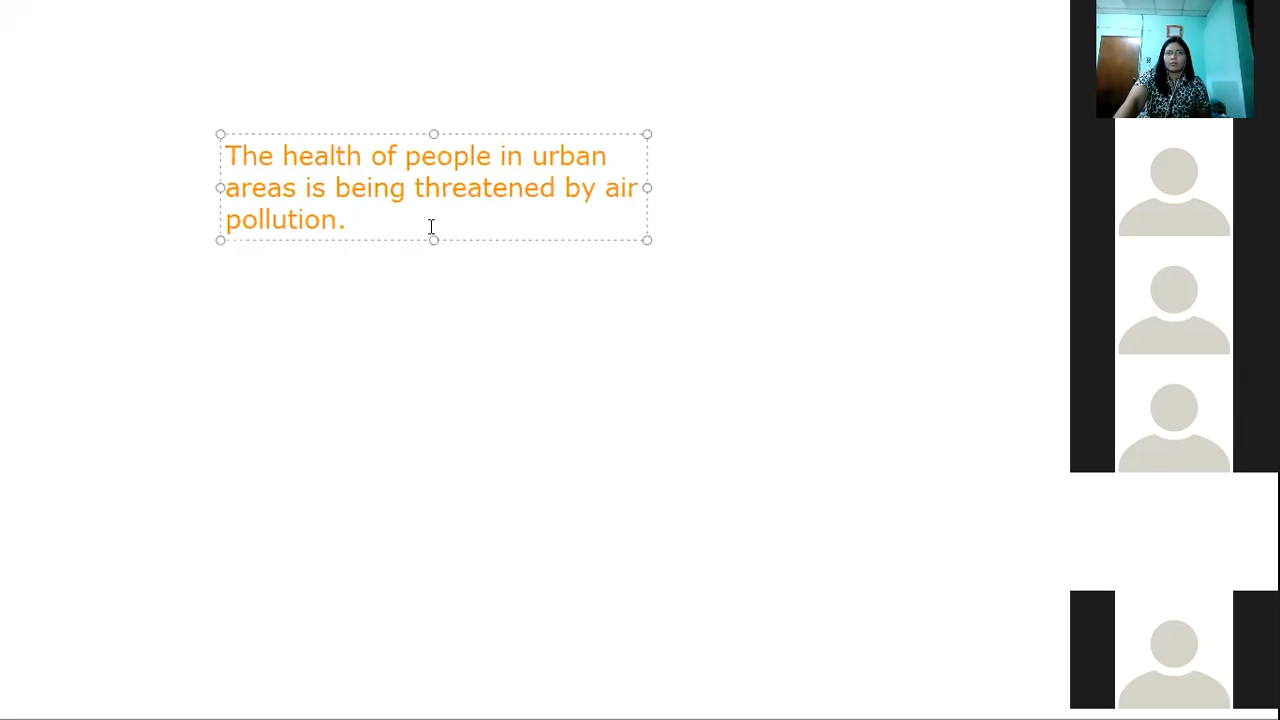 The health of people in urban
areas is being threatened by air
pollution.